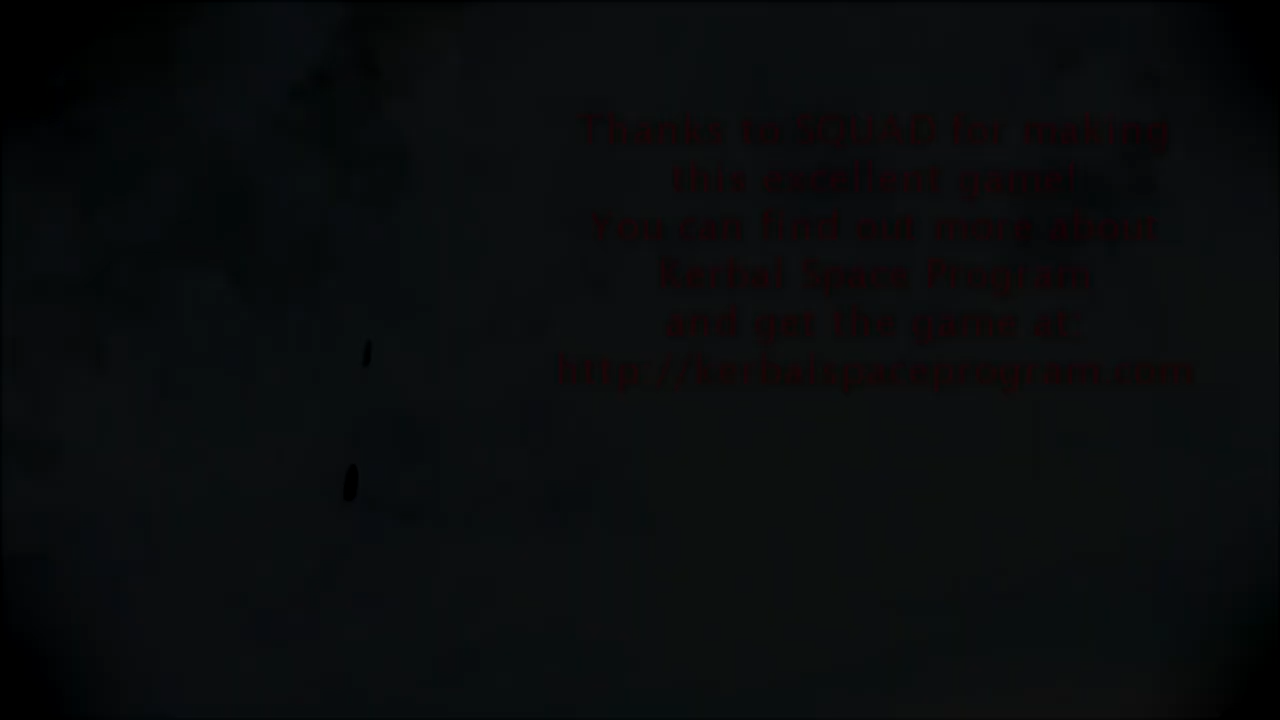 Thanks to SQUAD for making
this excellent game!
You can find out more about
Kerbal Space Program
and get the game at:
http://kerbalspaceprogram.com